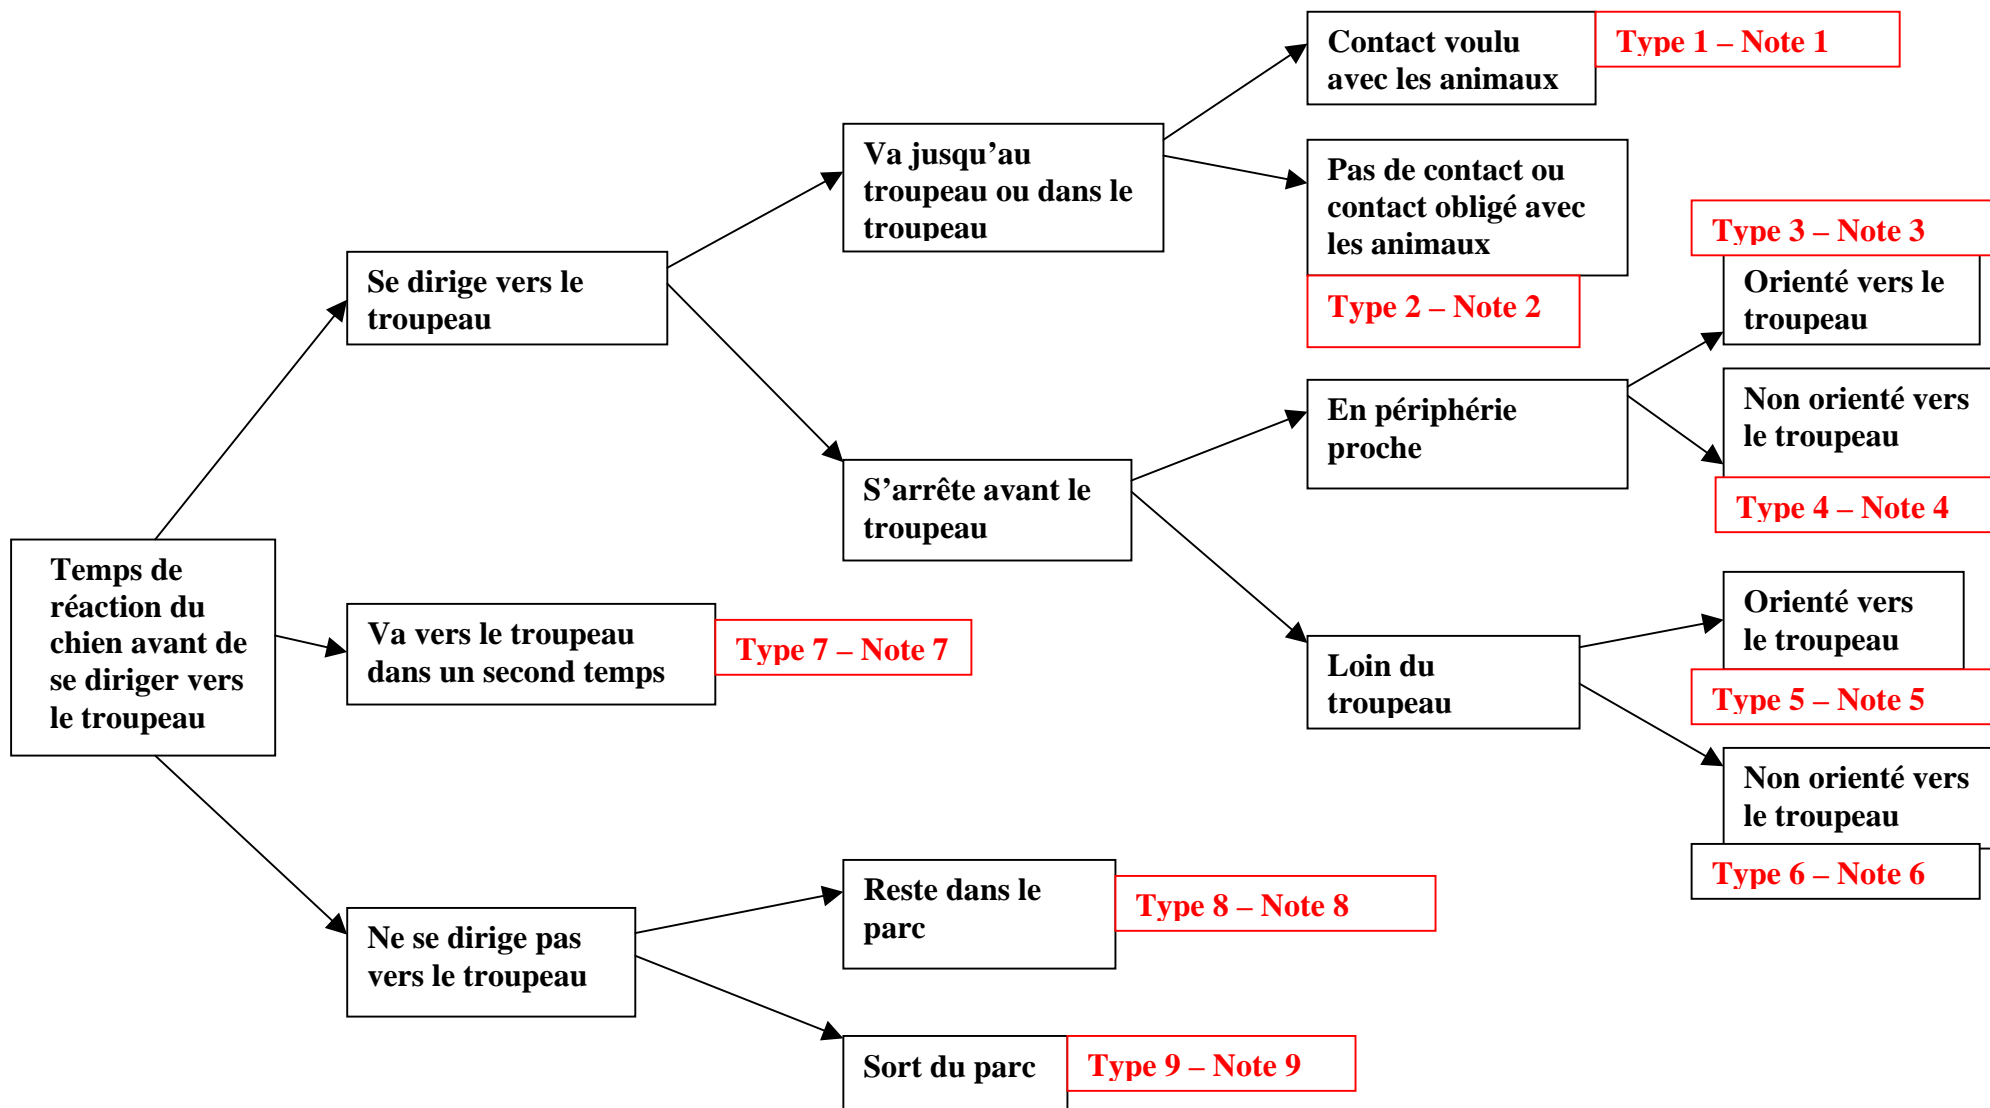 Contact voulu
avec les animaux
Type 1 – Note 1
Va jusqu’au
troupeau ou dans le
troupeau
Pas de contact ou
contact obligé avec
les animaux
Type 2 – Note 2
Type 3 – Note 3
Orienté vers le
troupeau
Se dirige vers le
troupeau
En périphérie
proche
Non orienté vers
le troupeau
Type 4 – Note 4
S’arrête avant le
troupeau
Temps de
réaction du
chien avant de
se diriger vers
le troupeau
Va vers le troupeau
dans un second temps
Type 7 – Note 7
Loin du
troupeau
Orienté vers
le troupeau
Type 5 – Note 5
Non orienté vers
le troupeau
Type 6 – Note 6
Ne se dirige pas
vers le troupeau
Reste dans le
parc
Type 8 – Note 8
Sort du parc
Type 9 – Note 9